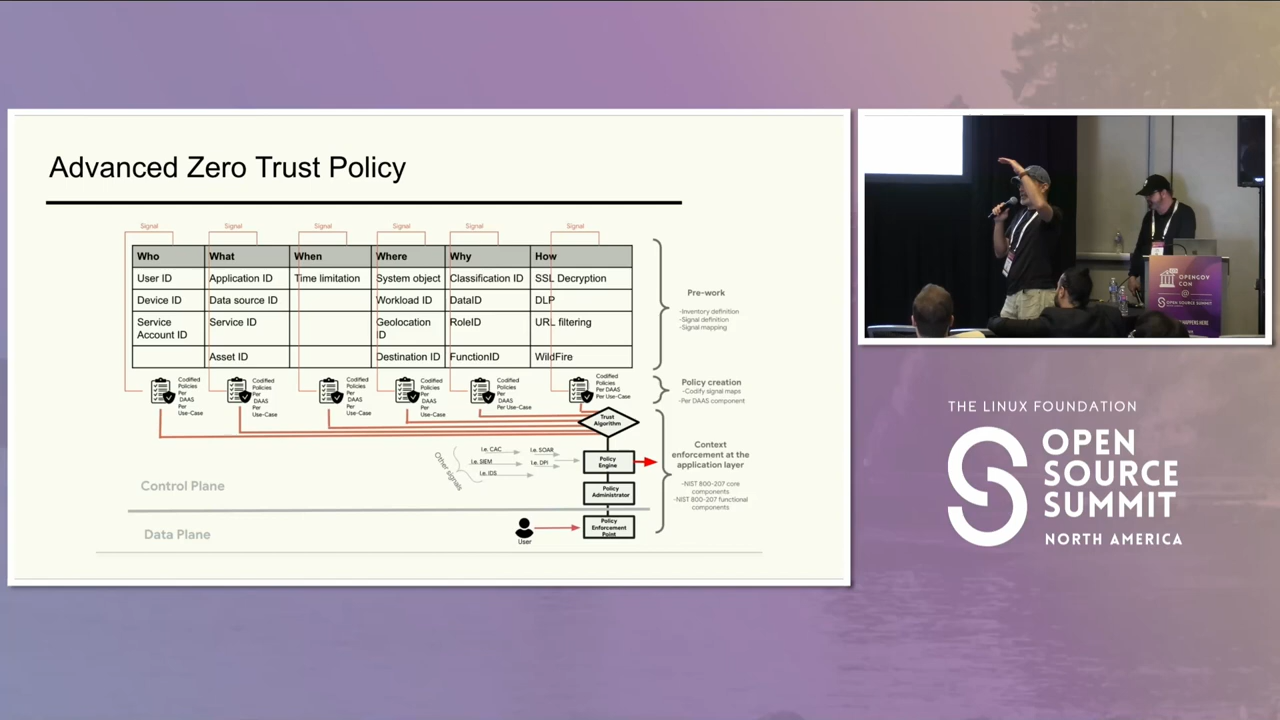 Advanced Zero Trust Policy
Signal Signal Signal Signal Signal Signal
Who What When Where Why How
User ID Application ID Time limitation System object Classification ID SSL Decryption
Device ID Data source ID Workload ID DataID DLP
Service Account ID Service ID Geolocation ID RoleID URL filtering
Asset ID Destination ID FunctionID WildFire
Codified Policies Per DAAS Per Use-Case
Codified Policies Per DAAS Per Use-Case
Codified Policies Per DAAS Per Use-Case
Codified Policies Per DAAS Per Use-Case
Codified Policies Per DAAS Per Use-Case
Codified Policies Per DAAS Per Use-Case
Pre-work
-Inventory definition
-Signal definition
-Signal mapping
Policy creation
-Codify signal maps
-Per DAAS component
Trust
Algorithm
Other signals
i.e. CAC
i.e. SOAR
i.e. SIEM
i.e. DPI
i.e. IDS
Policy
Engine
Policy
Administrator
Policy
Enforcement
Point
User
Context
enforcement at the
application layer
-NIST 800-207 core
components
-NIST 800-207 functional
components
Control Plane
Data Plane
OPENGOV
CON
@
OPEN SOURCE SUMMIT
THE LINUX FOUNDATION
OPEN
SOURCE
SUMMIT
NORTH AMERICA